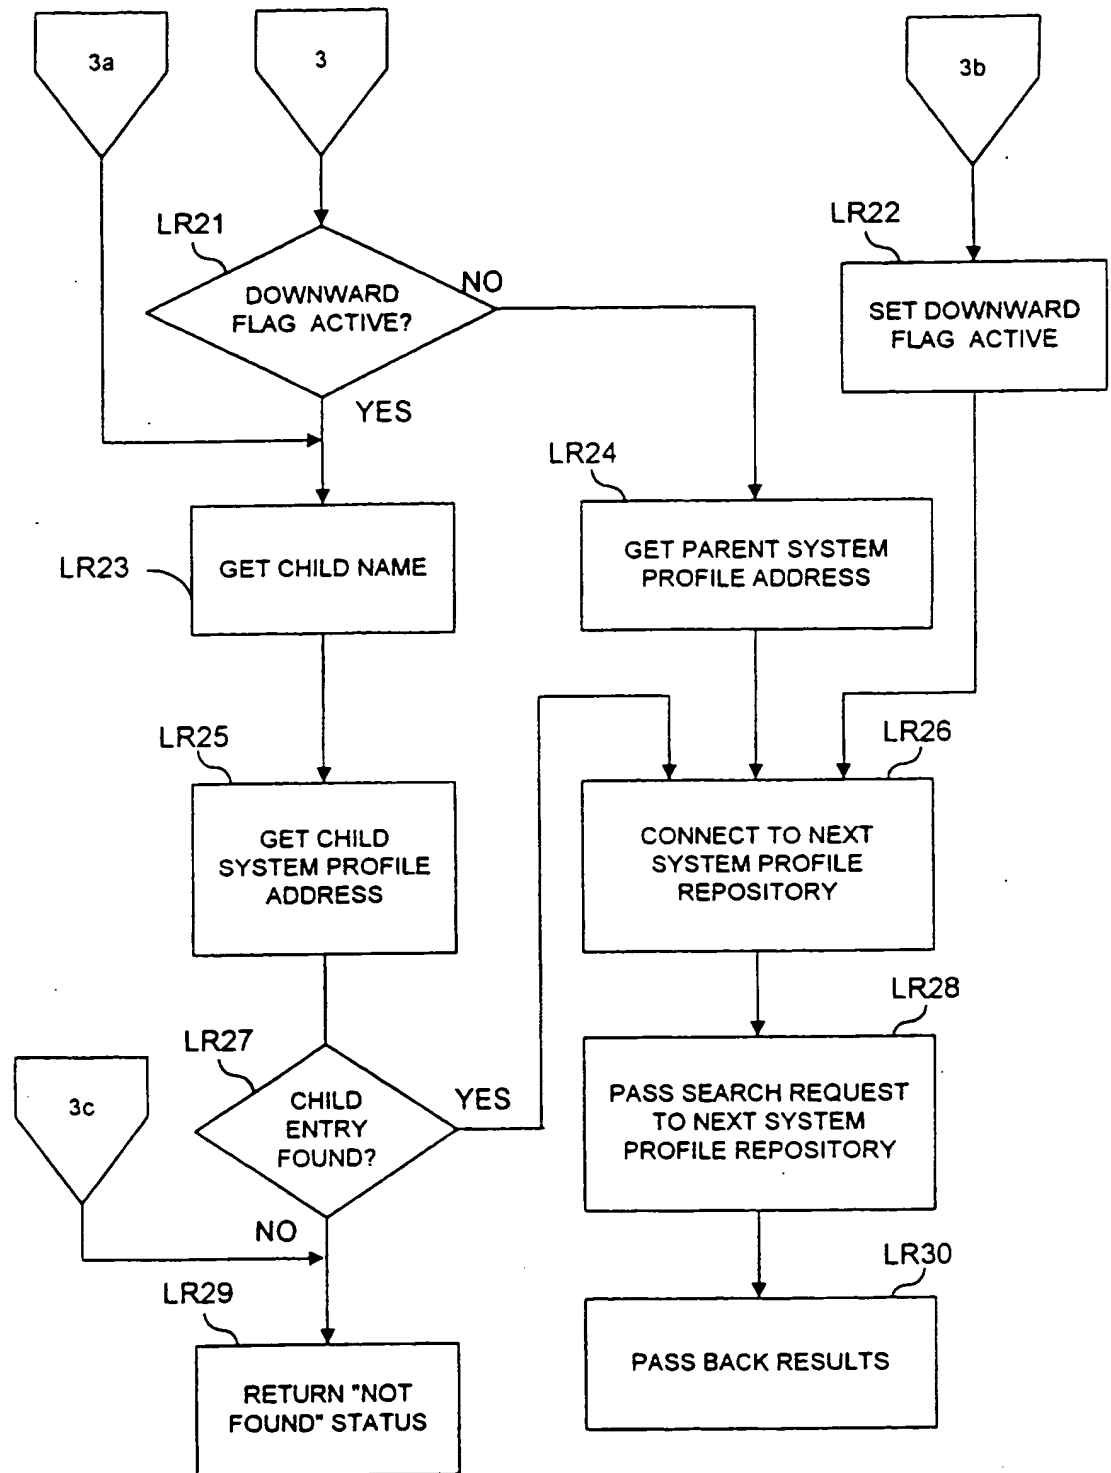 3a
3
3b
LR21
LR22
DOWNWARD
FLAG ACTIVE?
NO
SET DOWNWARD
FLAG ACTIVE
YES
LR24
LR23
GET CHILD NAME
GET PARENT SYSTEM
PROFILE ADDRESS
LR25
LR26
GET CHILD
SYSTEM PROFILE
ADDRESS
CONNECT TO NEXT
SYSTEM PROFILE
REPOSITORY
LR28
LR27
3c
CHILD
ENTRY
FOUND?
YES
PASS SEARCH REQUEST
TO NEXT SYSTEM
PROFILE REPOSITORY
NO
LR30
LR29
PASS BACK RESULTS
RETURN "NOT
FOUND" STATUS